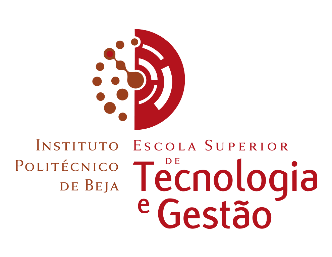 Instituto
Politécnico
de Beja
Escola Superior
de
Tecnologia
e Gestão